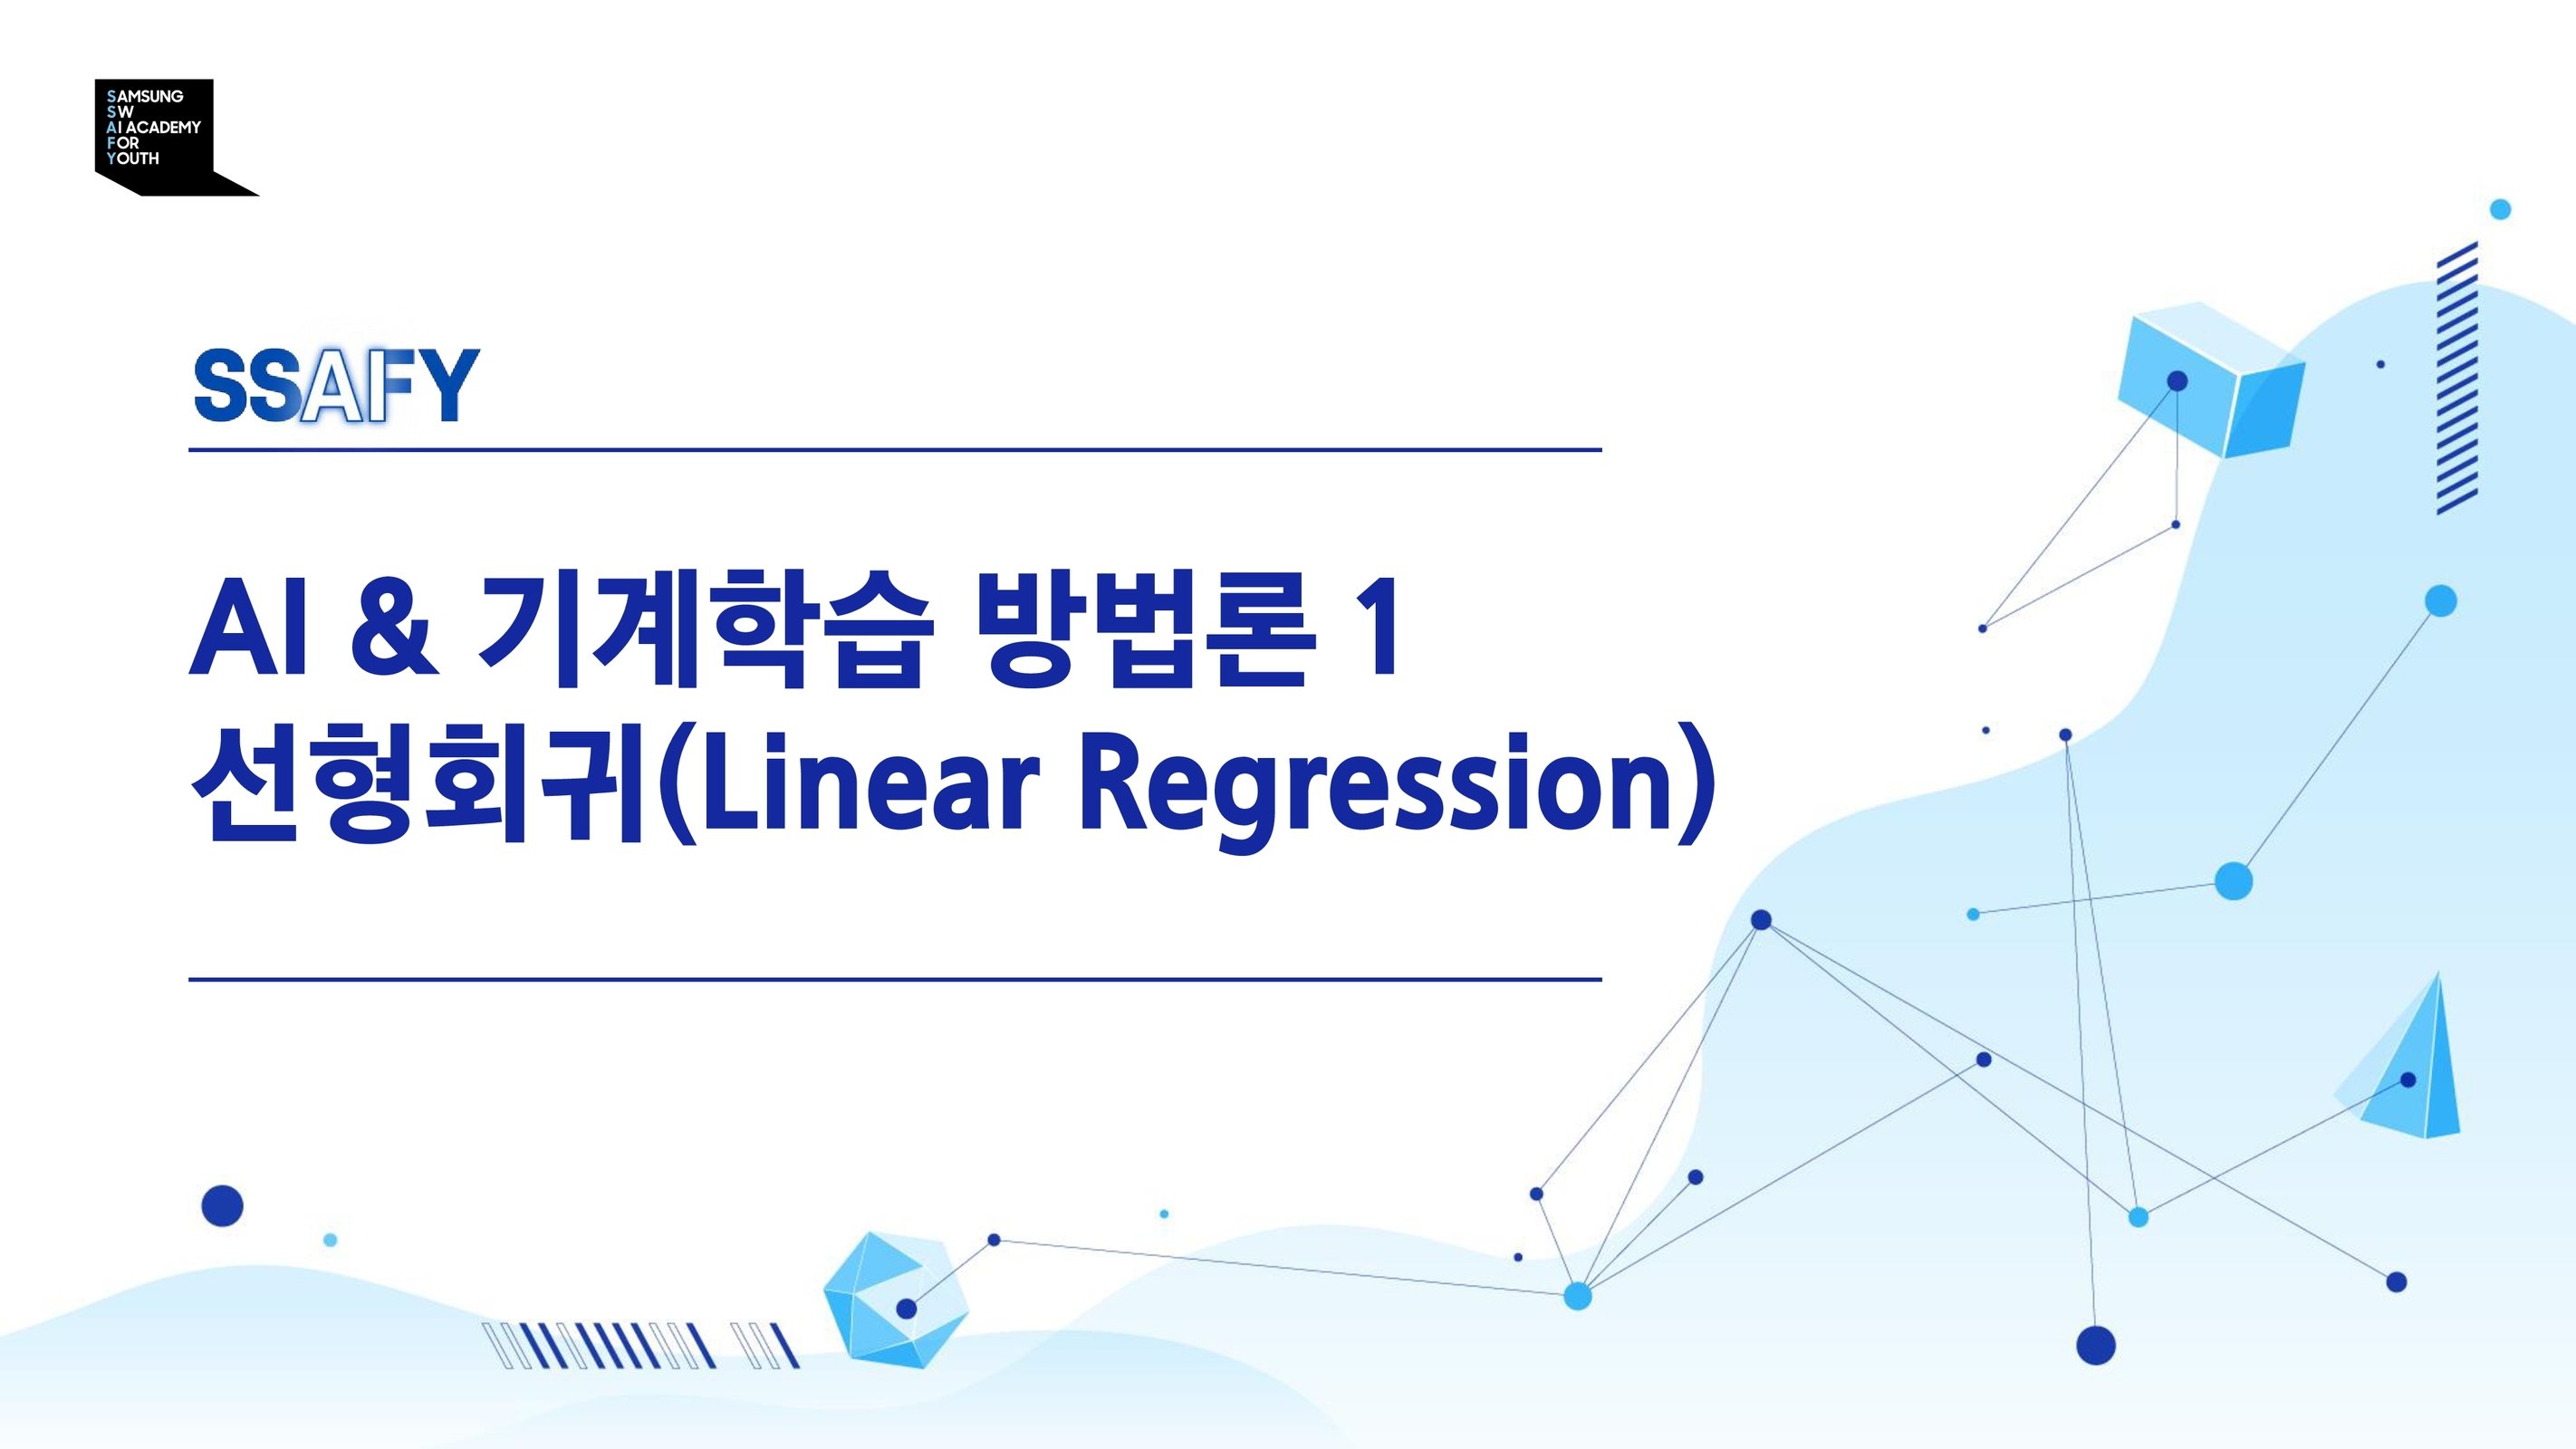 SAMSUNG
SW
AI ACADEMY
FOR
YOUTH
SSAFY
AI & 기계학습 방법론 1
선형회귀(Linear Regression)